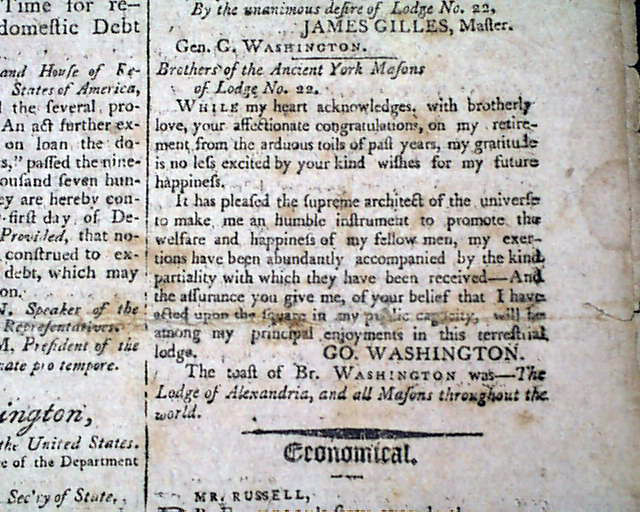 Time for re-
domestic Debt
and House of Re-
States of America,
the several pro-
An act further ex-
on loan the do-
s," passed the nine-
ousand seven hun-
ey are hereby con-
-first day of De-
Provided, that no-
construed to ex-
debt, which may
on.
N, Speaker of the
Representatives.
M, President of the
nate pro tempore.
ington,
the United States.
e of the Department
Sec'ry of State,
By the unanimous desire of Lodge No. 22,
JAMES GILLES, Master.
Gen. G. WASHINGTON.
Brothers of the Ancient York Masons
of Lodge No. 22.
WHILE my heart acknowledges, with brotherly
love, your affectionate congratulations, on my retire-
ment from the arduous toils of past years, my gratitude
is no less excited by your kind wishes for my future
happiness.
It has pleased the supreme architect of the universe
to make me an humble instrument to promote the
welfare and happiness of my fellow men, my exer-
tions have been abundantly accompanied by the kind
partiality with which they have been received—And
the assurance you give me, of your belief that I have
acted upon the square in my public capacity, will be
among my principal enjoyments in this terrestrial
lodge. GO. WASHINGTON.
The toast of Br. WASHINGTON was—The
Lodge of Alexandria, and all Masons throughout the
world.
Economical.
MR. RUSSELL,